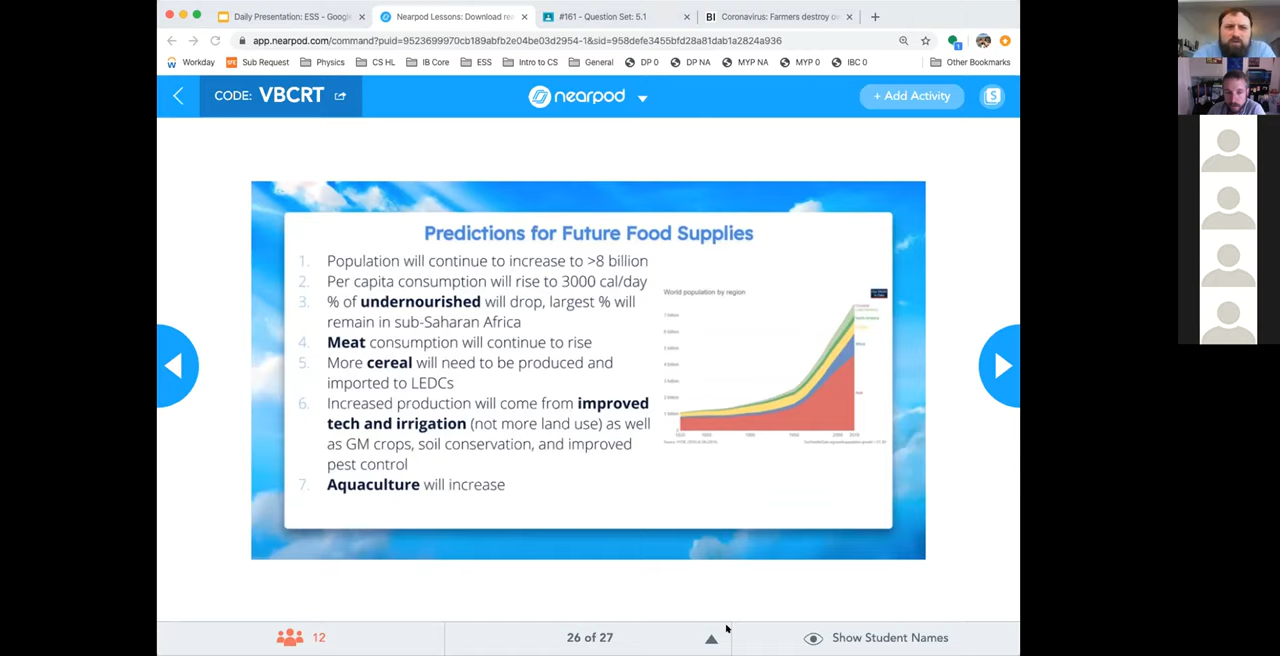 Daily Presentation: ESS - Google
Nearpod Lessons: Download re
#161 - Question Set: 5.1
BI Coronavirus: Farmers destroy o
app.nearpod.com/command?puid=9523699970cb189abfb2e04be03d2954-1&sid=958defe3455bfd28a81dab1a2824a936
Workday
Sub Request
Physics
CS HL
IB Core
ESS
Intro to CS
General
DP 0
DP NA
MYP NA
MYP 0
IBC 0
Other Bookmarks
CODE: VBCRT
nearpod
+ Add Activity
S
Predictions for Future Food Supplies
1. Population will continue to increase to >8 billion
2. Per capita consumption will rise to 3000 cal/day
3. % of undernourished will drop, largest % will
remain in sub-Saharan Africa
4. Meat consumption will continue to rise
5. More cereal will need to be produced and
imported to LEDCs
6. Increased production will come from improved
tech and irrigation (not more land use) as well
as GM crops, soil conservation, and improved
pest control
7. Aquaculture will increase
World population by region
12
26 of 27
Show Student Names